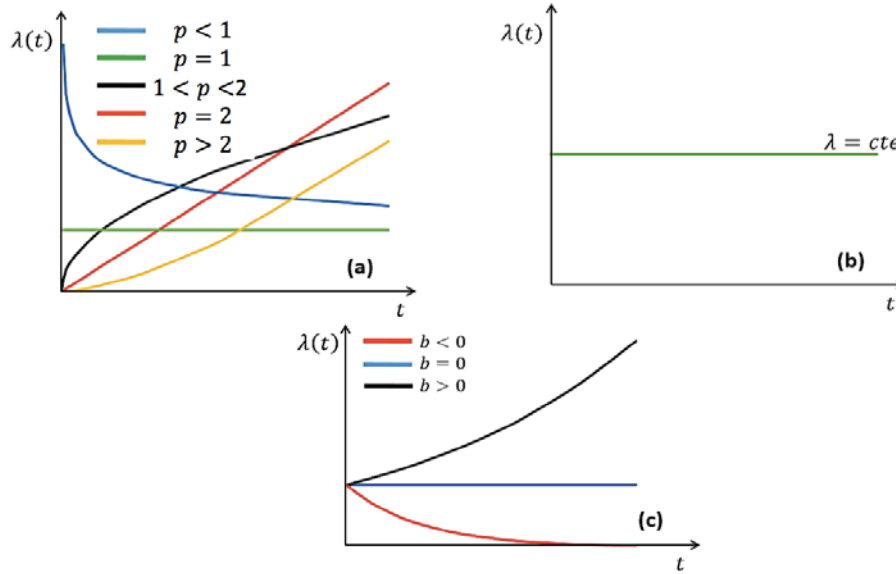 λ(t)
p < 1
p = 1
1 < p <2
p = 2
p > 2
(a)
t
λ(t)
λ = cte
(b)
t
λ(t)
b < 0
b = 0
b > 0
(c)
t